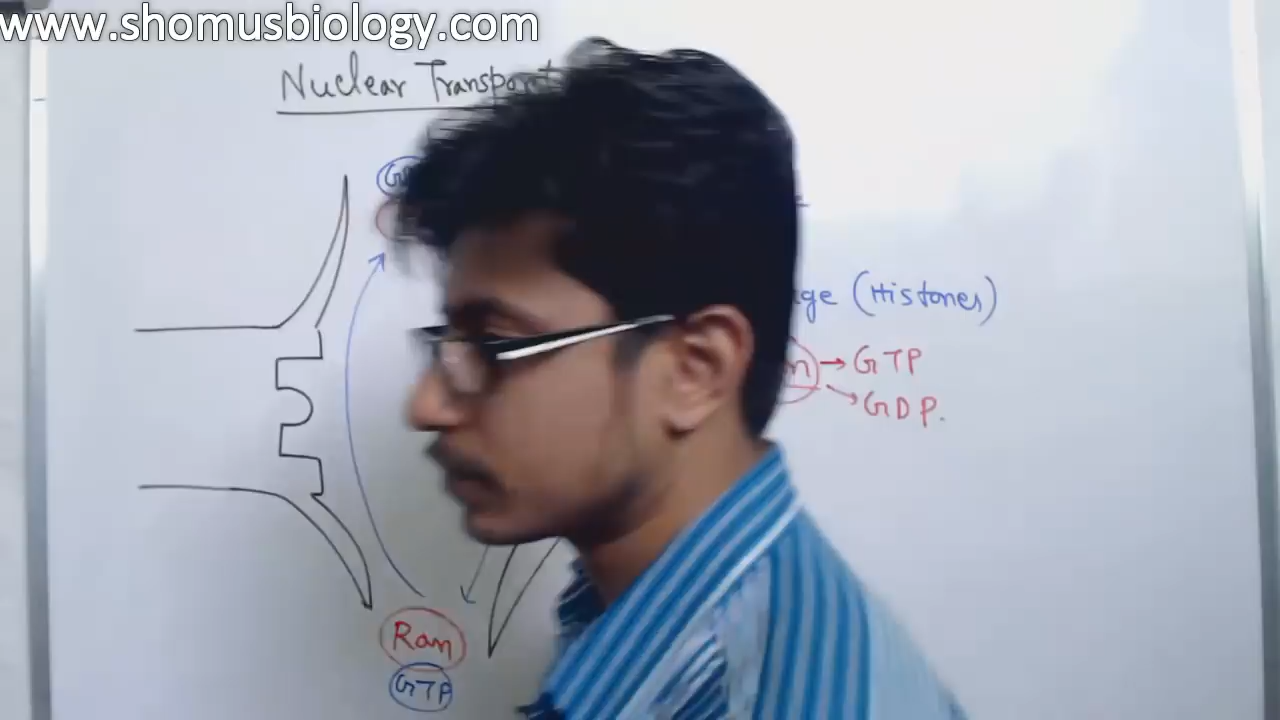 www.shomusbiology.com
Nuclear Transport
(Histones)
GTP
GDP.
Ran
GTP